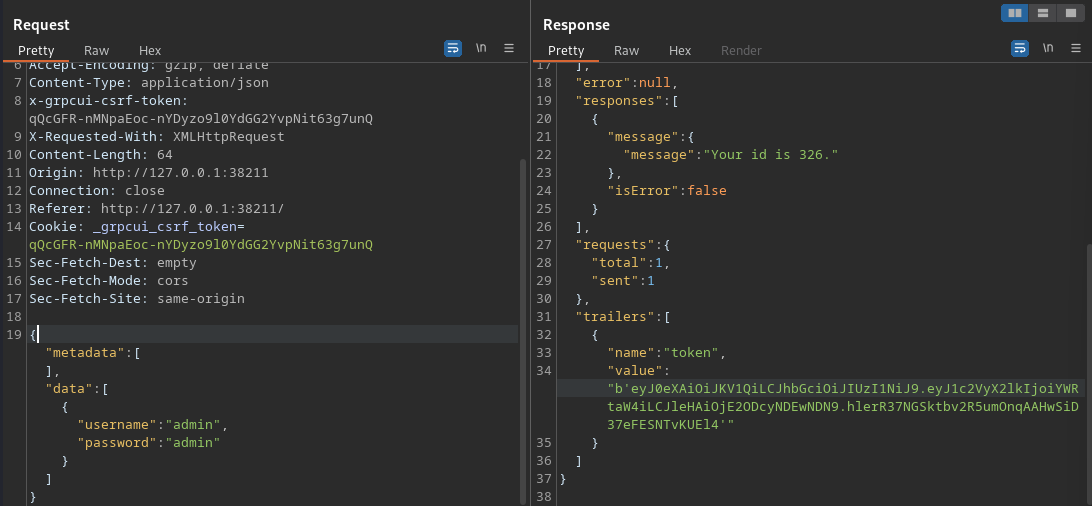 Request
Pretty Raw Hex \n
6 Accept-Encoding: gzip, deflate
7 Content-Type: application/json
8 x-grpcui-csrf-token:
qQcGFR-nMNpaEoc-nYDyzo9l0YdGG2YvpNit63g7unQ
9 X-Requested-With: XMLHttpRequest
10 Content-Length: 64
11 Origin: http://127.0.0.1:38211
12 Connection: close
13 Referer: http://127.0.0.1:38211/
14 Cookie: _grpcui_csrf_token=
qQcGFR-nMNpaEoc-nYDyzo9l0YdGG2YvpNit63g7unQ
15 Sec-Fetch-Dest: empty
16 Sec-Fetch-Mode: cors
17 Sec-Fetch-Site: same-origin
18
19 {
"metadata":[
],
"data":[
{
"username":"admin",
"password":"admin"
}
]
}
Response
Pretty Raw Hex Render \n
17 ],
18 "error":null,
19 "responses":[
20 {
21 "message":{
22 "message":"Your id is 326."
23 },
24 "isError":false
25 }
26 ],
27 "requests":{
28 "total":1,
29 "sent":1
30 },
31 "trailers":[
32 {
33 "name":"token",
34 "value":
"b'eyJ0eXAiOiJKV1QiLCJhbGciOiJIUzI1NiJ9.eyJ1c2VyX2lkIjoiYWR
taW4iLCJleHAiOjE2ODcyNDEwNDN9.hlerR37NGSktbv2R5umOnqAAHwSiD
37eFESNTvKUEl4'"
35 }
36 ]
37 }
38